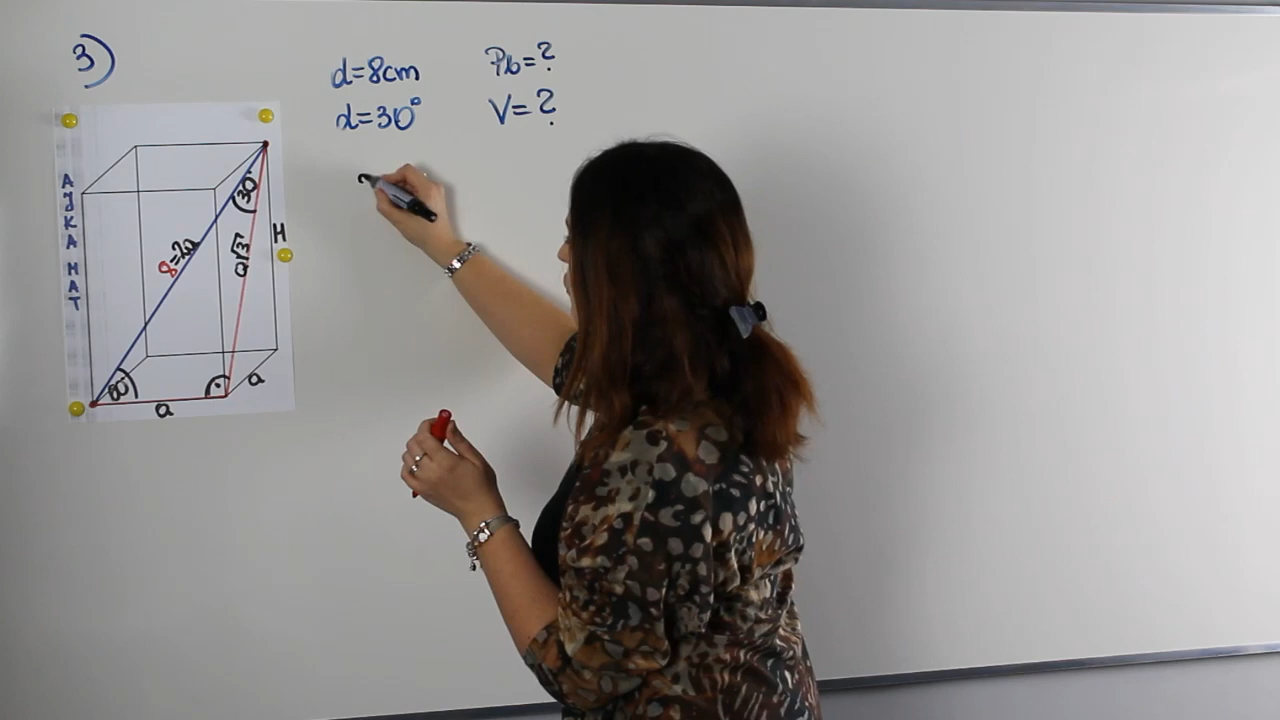 3)
d=8cm
α=30°
Pb=?
V=?
AJKA MAT
30°
H
8=2a
a√3
60°
a
a